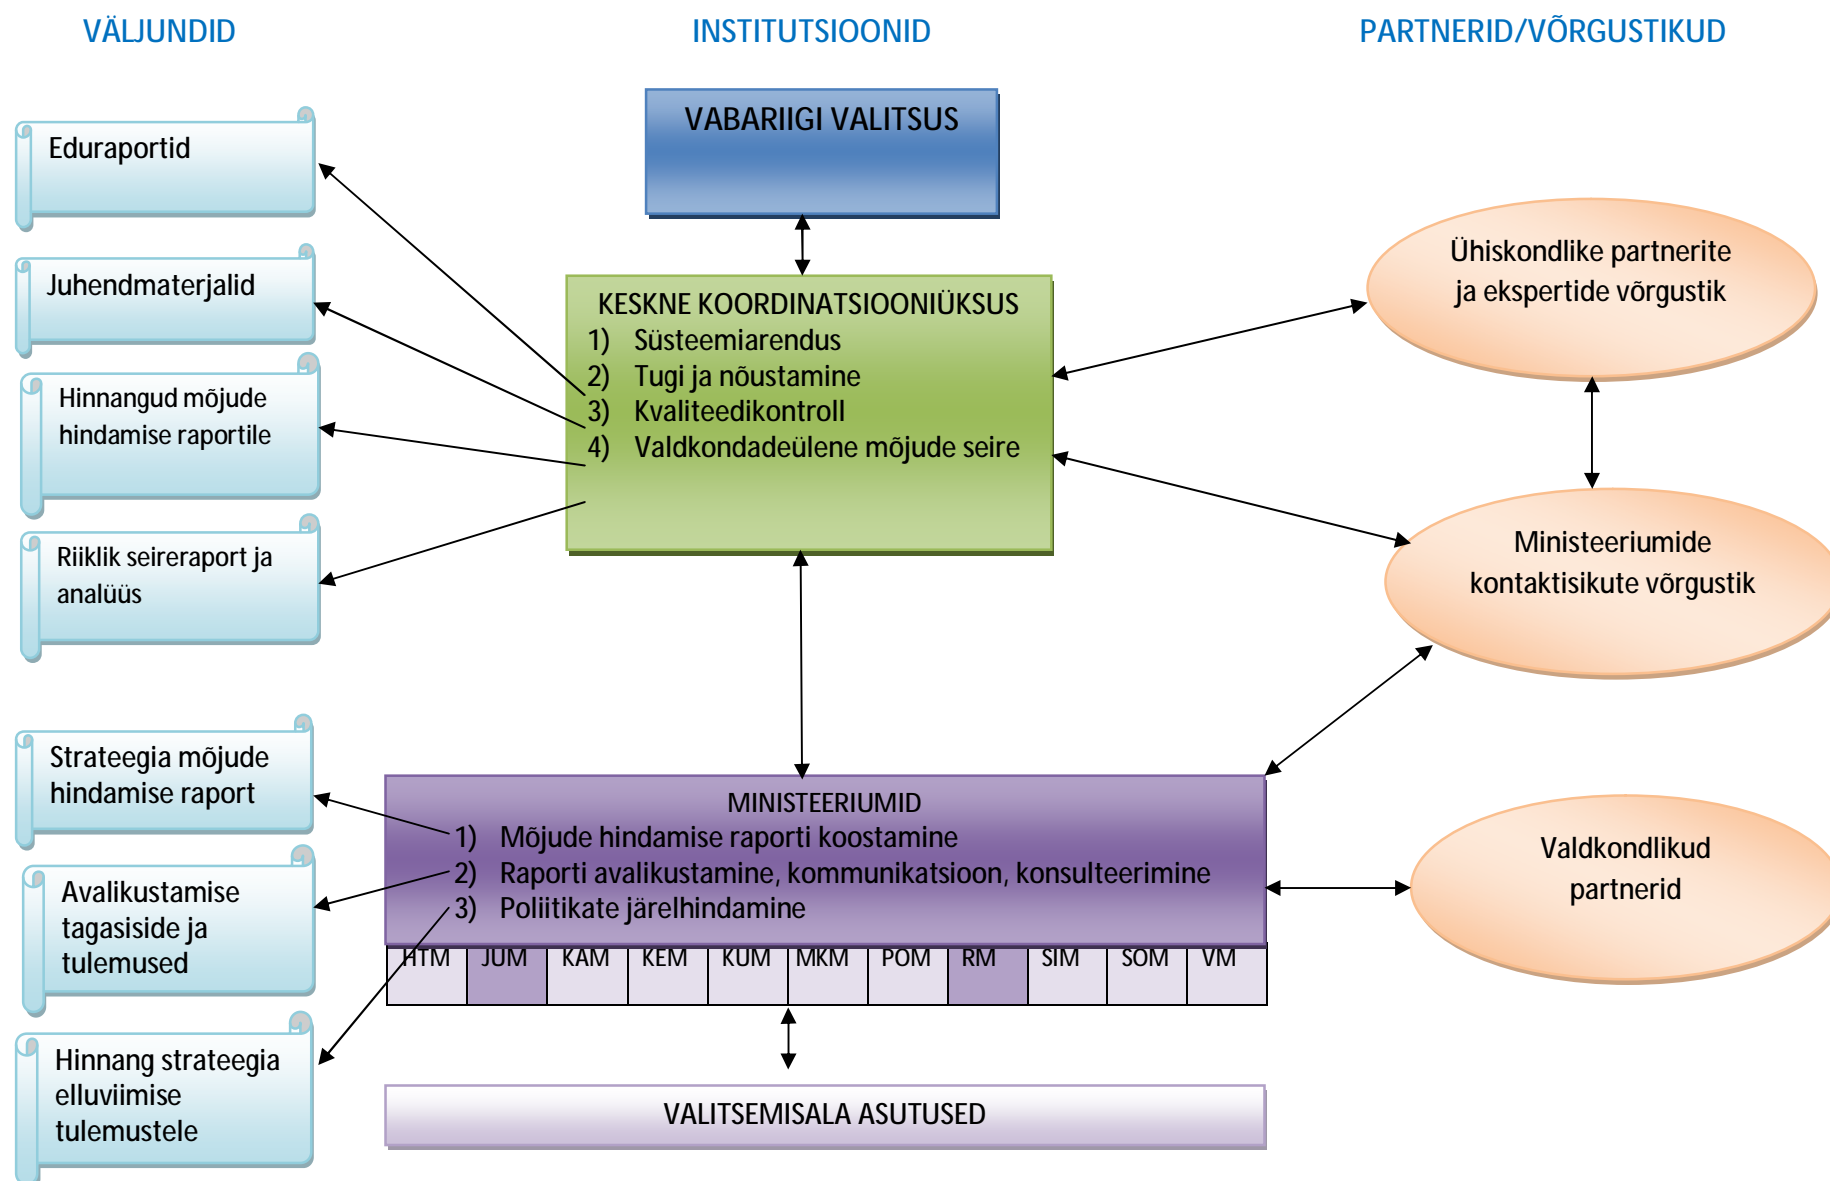 VÄLJUNDID
INSTITUTSIOONID
PARTNERID/VÕRGUSTIKUD
Eduraportid
Juhendmaterjalid
Hinnangud mõjude
hindamise raportile
Riiklik seireraport ja
analüüs
Strateegia mõjude
hindamise raport
Avalikustamise
tagasiside ja
tulemused
Hinnang strateegia
elluviimise
tulemustele
VABARIIGI VALITSUS
KESKNE KOORDINATSIOONIÜKSUS
1) Süsteemiarendus
2) Tugi ja nõustamine
3) Kvaliteedikontroll
4) Valdkondadeülene mõjude seire
MINISTEERIUMID
1) Mõjude hindamise raporti koostamine
2) Raporti avalikustamine, kommunikatsioon, konsulteerimine
3) Poliitikate järelhindamine
HTM JUM KAM KEM KUM MKM POM RM SIM SOM VM
VALITSEMISALA ASUTUSED
Ühiskondlike partnerite
ja ekspertide võrgustik
Ministeeriumide
kontaktisikute võrgustik
Valdkondlikud
partnerid